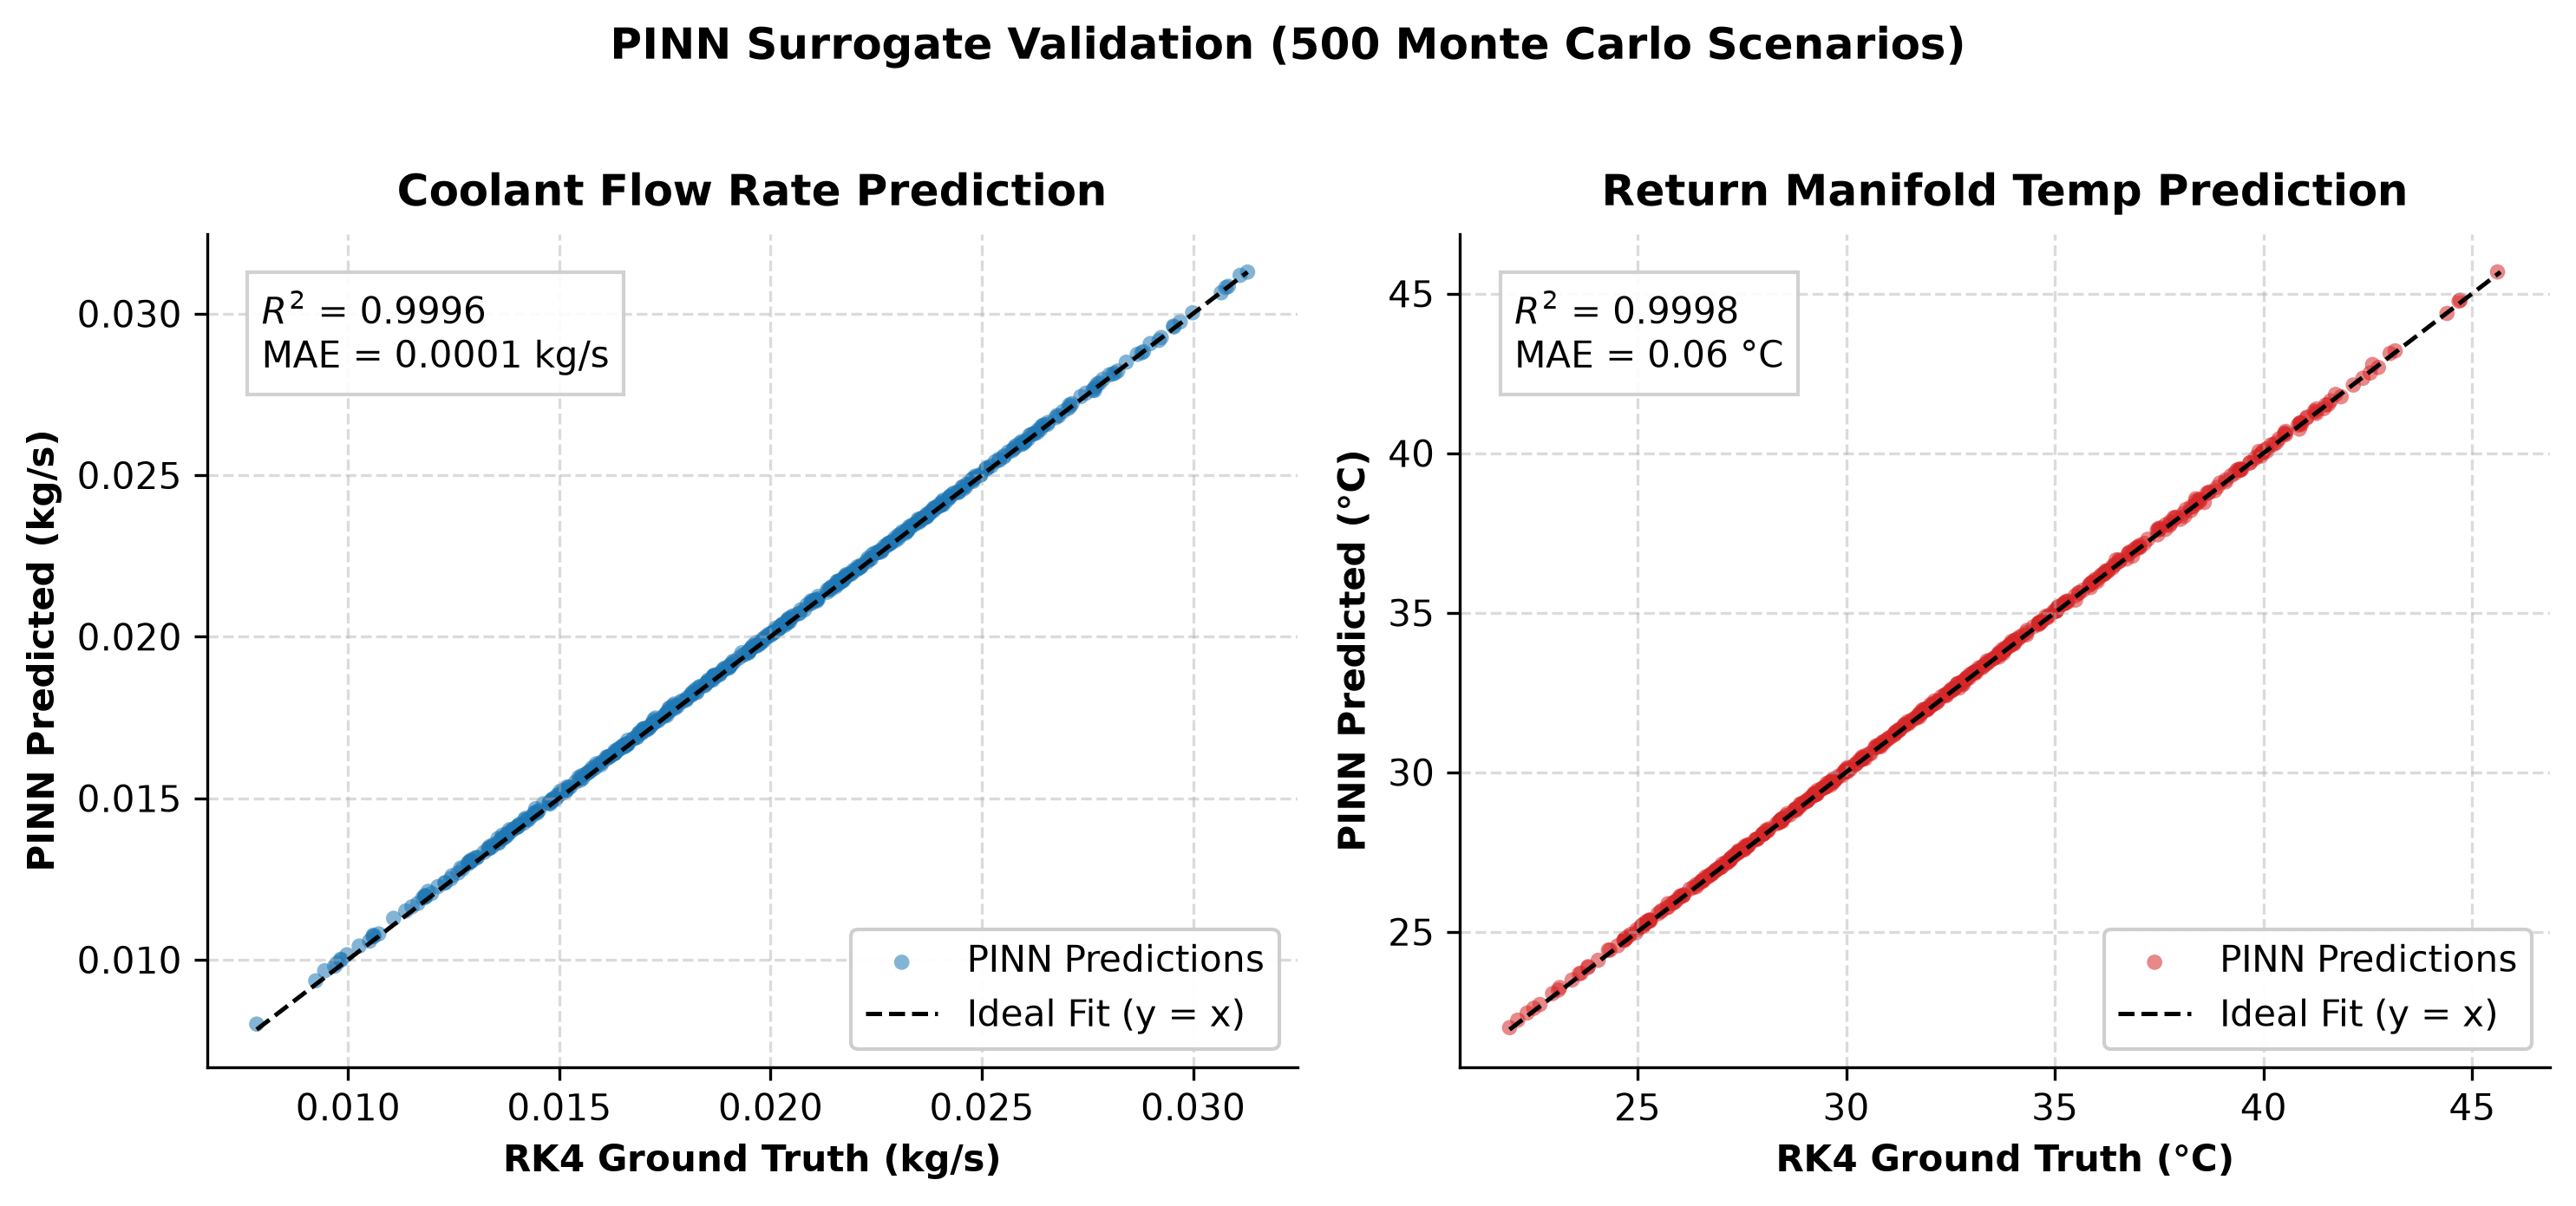 PINN Surrogate Validation (500 Monte Carlo Scenarios)
Coolant Flow Rate Prediction
R² = 0.9996
MAE = 0.0001 kg/s
PINN Predicted (kg/s)
0.030
0.025
0.020
0.015
0.010
PINN Predictions
Ideal Fit (y = x)
0.010 0.015 0.020 0.025 0.030
RK4 Ground Truth (kg/s)
Return Manifold Temp Prediction
R² = 0.9998
MAE = 0.06 °C
PINN Predicted (°C)
45
40
35
30
25
PINN Predictions
Ideal Fit (y = x)
25 30 35 40 45
RK4 Ground Truth (°C)